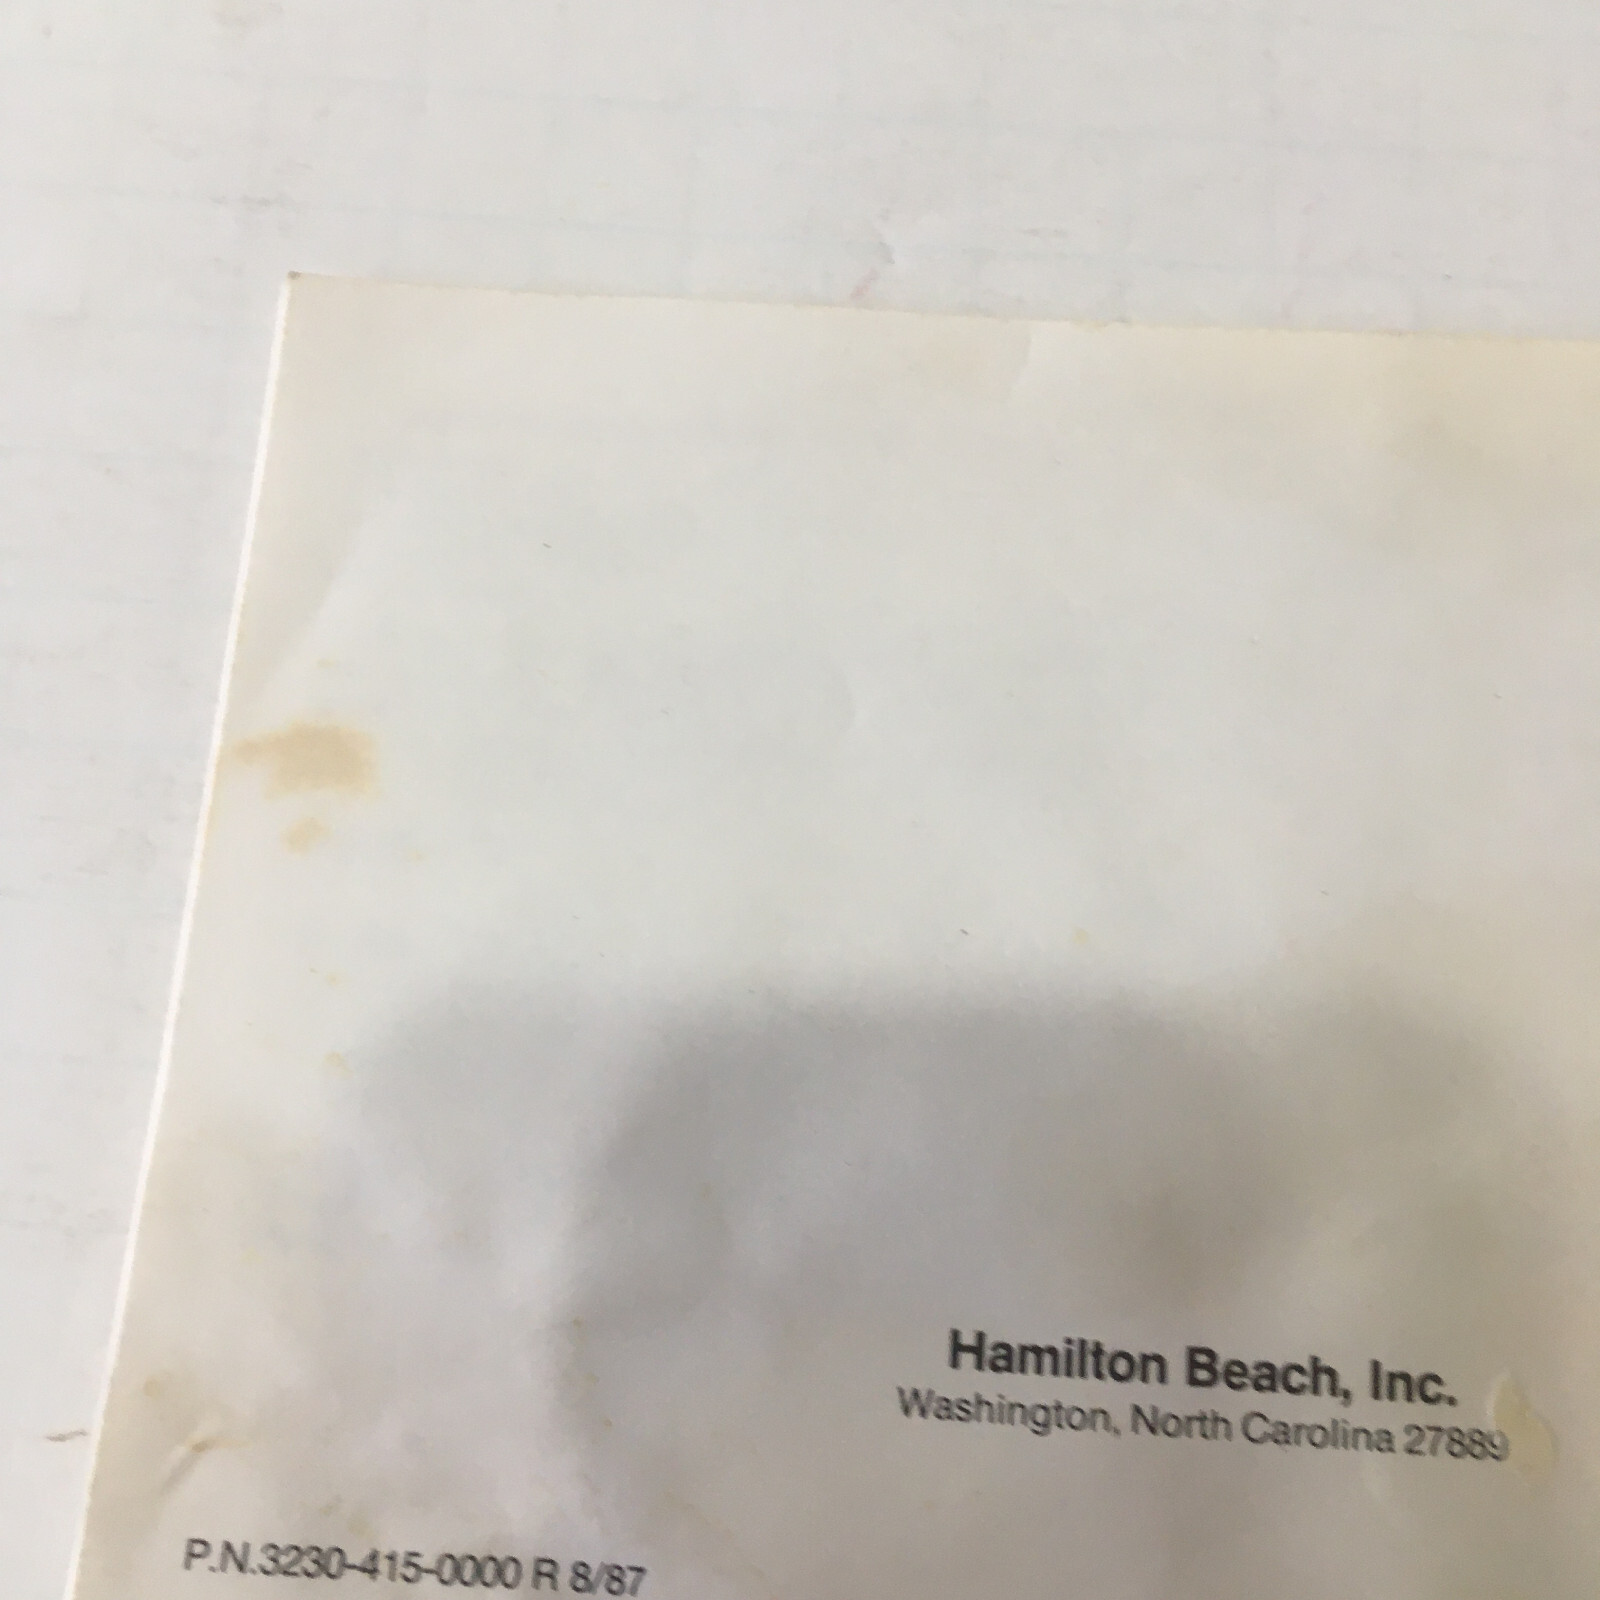 Hamilton Beach, Inc.
Washington, North Carolina 27889
P.N.3230-415-0000 R 8/87